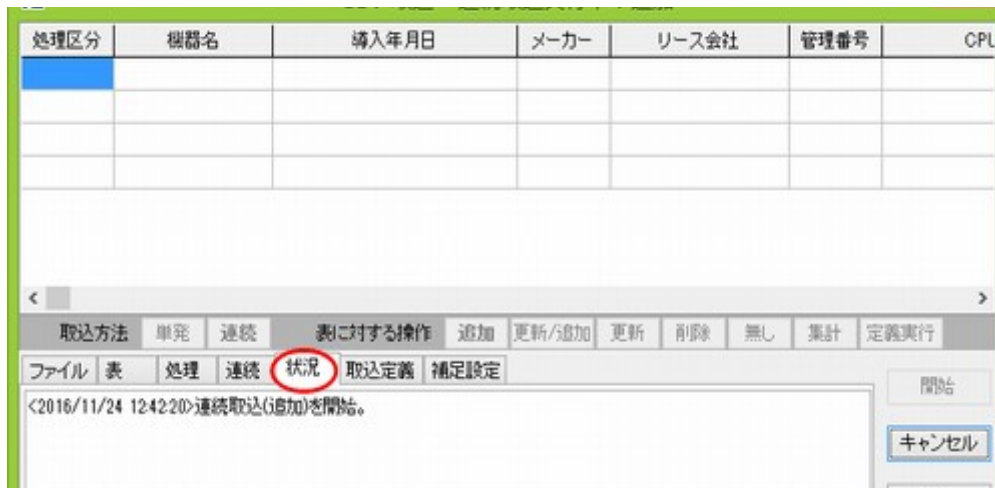 処理区分 機器名 導入年月日 メーカー リース会社 管理番号 CPU
取込方法 単発 連続 表に対する操作 追加 更新/追加 更新 削除 無し 集計 定義実行
ファイル 表 処理 連続 状況 取込定義 補足設定
開始
<2016/11/24 12:42:20>連続取込(追加)を開始。
キャンセル